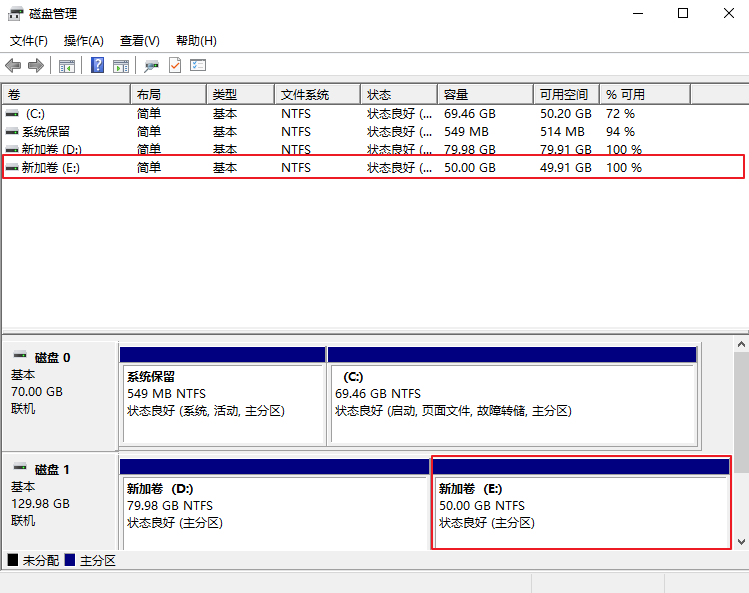 磁盘管理
文件(F) 操作(A) 查看(V) 帮助(H)
卷 布局 类型 文件系统 状态 容量 可用空间 % 可用
(C:) 简单 基本 NTFS 状态良好 (... 69.46 GB 50.20 GB 72 %
系统保留 简单 基本 NTFS 状态良好 (... 549 MB 514 MB 94 %
新加卷 (D:) 简单 基本 NTFS 状态良好 (... 79.98 GB 79.91 GB 100 %
新加卷 (E:) 简单 基本 NTFS 状态良好 (... 50.00 GB 49.91 GB 100 %
磁盘 0
基本
70.00 GB
联机
系统保留
549 MB NTFS
状态良好 (系统, 活动, 主分区)
(C:)
69.46 GB NTFS
状态良好 (启动, 页面文件, 故障转储, 主分区)
磁盘 1
基本
129.98 GB
联机
新加卷 (D:)
79.98 GB NTFS
状态良好 (主分区)
新加卷 (E:)
50.00 GB NTFS
状态良好 (主分区)
未分配 主分区